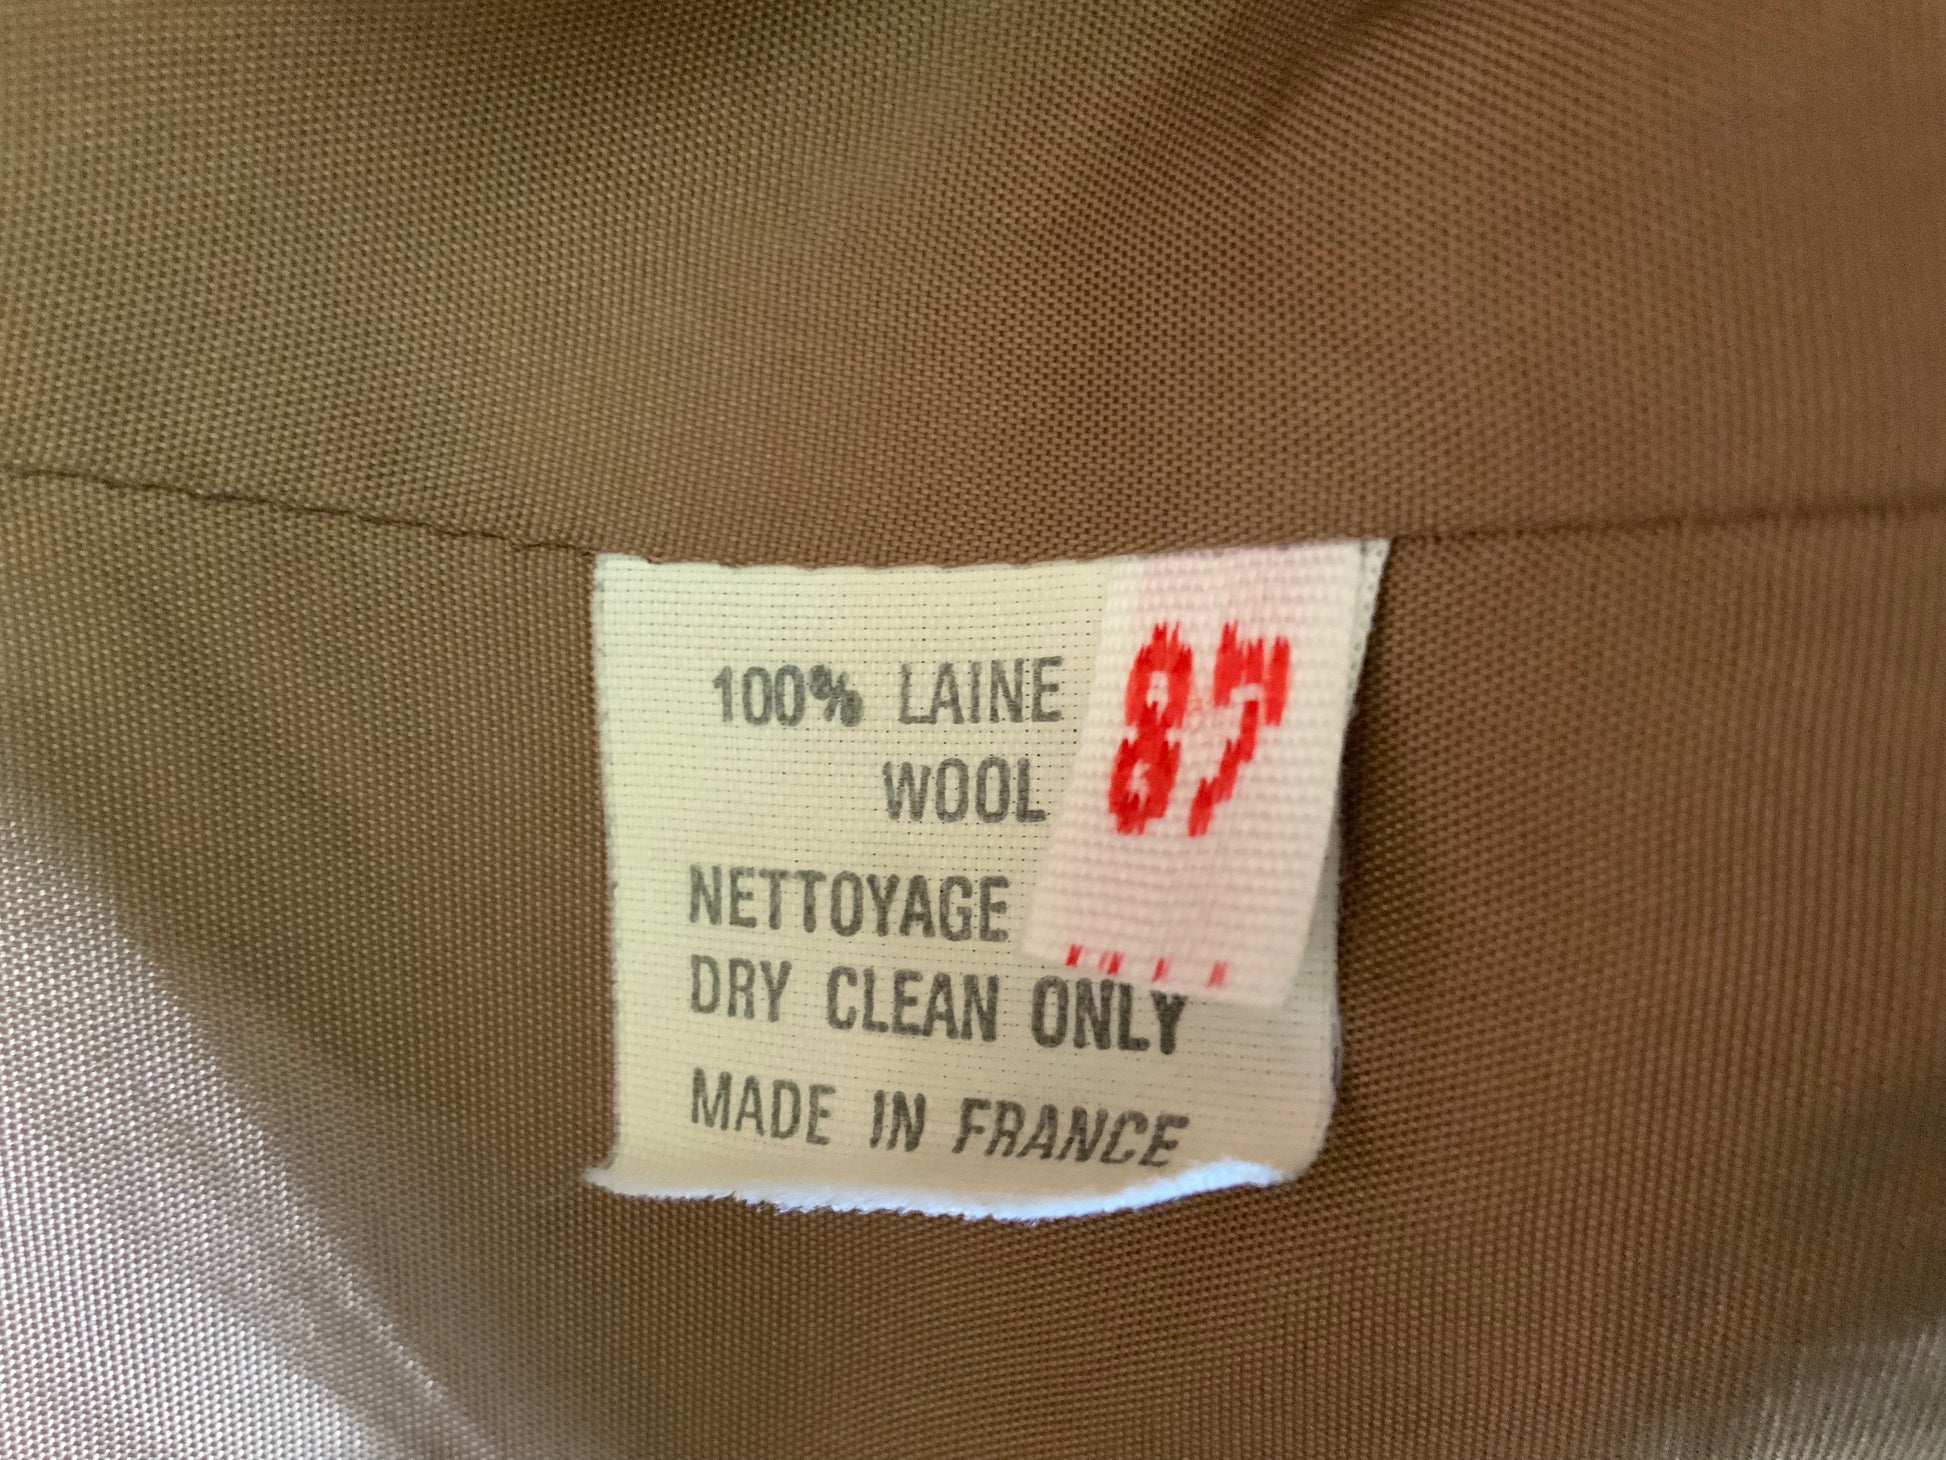 100% LAINE
WOOL
NETTOYAGE
DRY CLEAN ONLY
MADE IN FRANCE
87